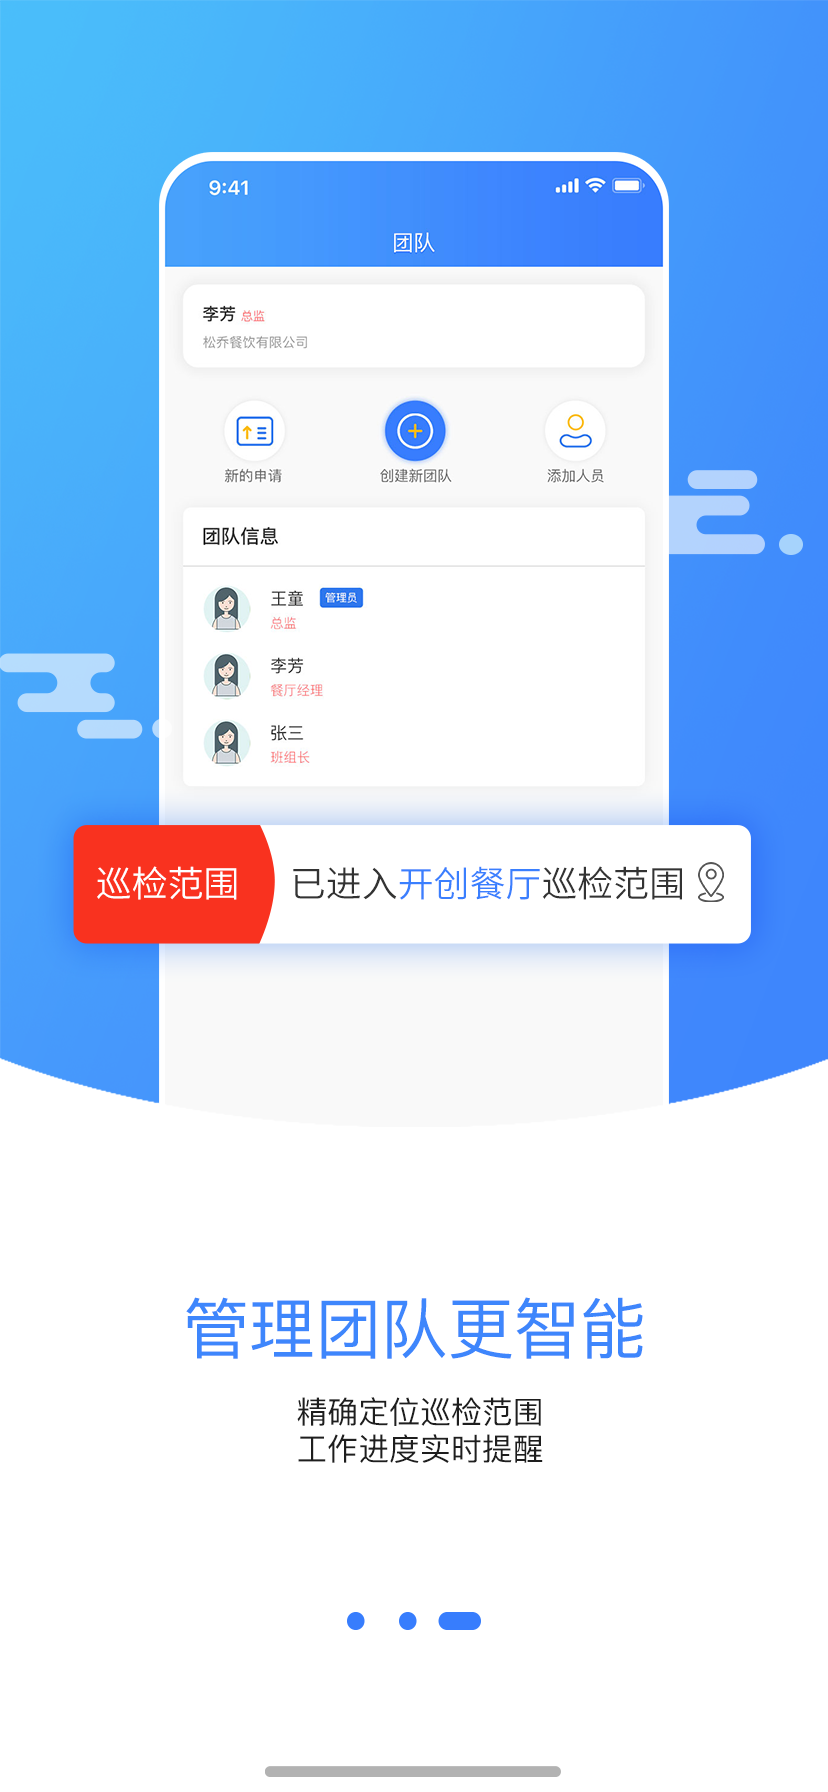 9:41
团队
李芳 总监
松乔餐饮有限公司
新的申请 创建新团队 添加人员
团队信息
王童 管理员
总监
李芳
餐厅经理
张三
班组长
巡检范围 已进入开创餐厅巡检范围
管理团队更智能
精确定位巡检范围
工作进度实时提醒